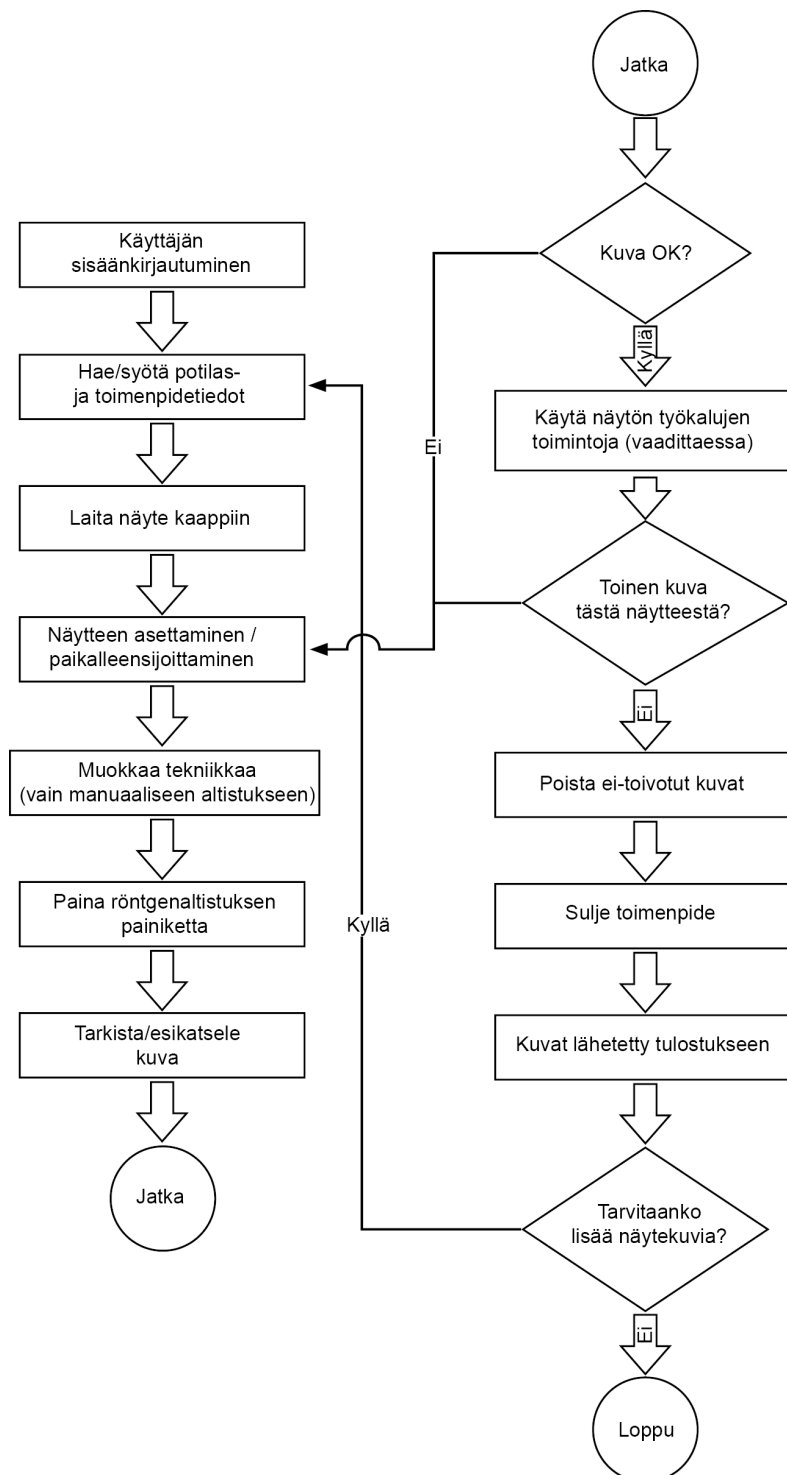 Käyttäjän
sisäänkirjautuminen
Hae/syötä potilas-
ja toimenpidetiedot
Laita näyte kaappiin
Näytteen asettaminen /
paikalleensijoittaminen
Muokkaa tekniikkaa
(vain manuaaliseen altistukseen)
Paina röntgenaltistuksen
painiketta
Tarkista/esikatsele
kuva
Jatka
Jatka
Kuva OK?
Ei
Kyllä
Käytä näytön työkalujen
toimintoja (vaadittaessa)
Toinen kuva
tästä näytteestä?
Ei
Poista ei-toivotut kuvat
Sulje toimenpide
Kuvat lähetetty tulostukseen
Tarvitaanko
lisää näytekuvia?
Kyllä
Ei
Loppu